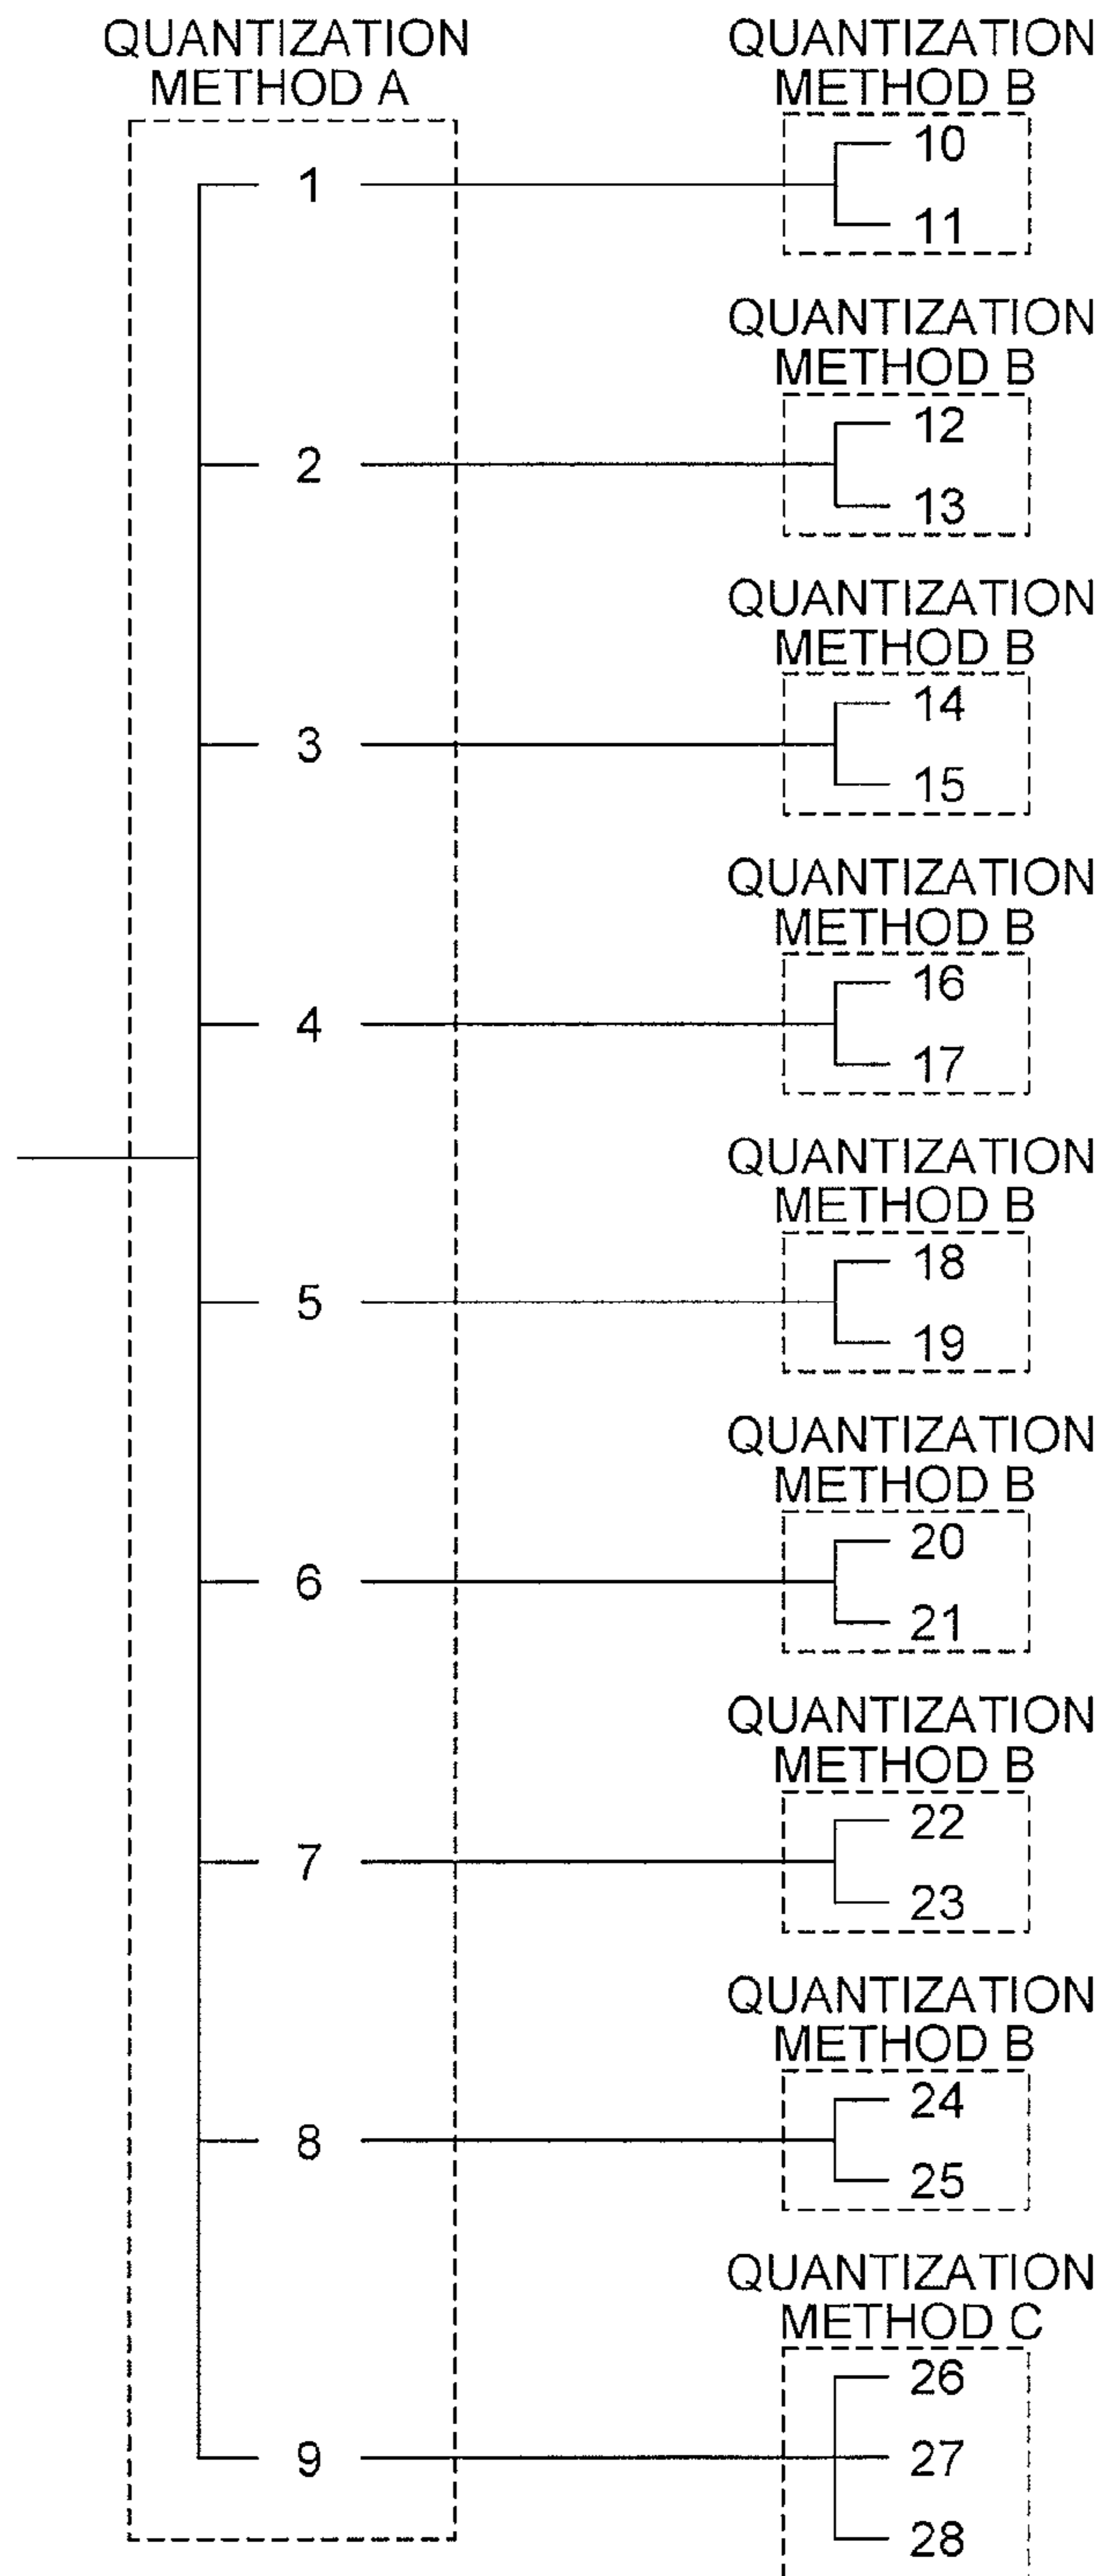 QUANTIZATION
METHOD A
QUANTIZATION
METHOD B
1
10
11
QUANTIZATION
METHOD B
2
12
13
QUANTIZATION
METHOD B
3
14
15
QUANTIZATION
METHOD B
4
16
17
QUANTIZATION
METHOD B
5
18
19
QUANTIZATION
METHOD B
6
20
21
QUANTIZATION
METHOD B
7
22
23
QUANTIZATION
METHOD B
8
24
25
QUANTIZATION
METHOD C
9
26
27
28